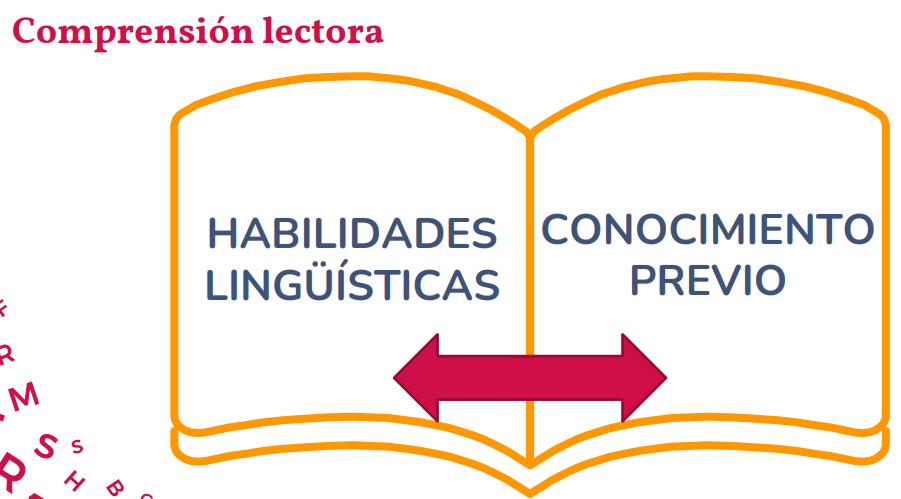 Comprensión lectora
HABILIDADES
LINGÜÍSTICAS
CONOCIMIENTO
PREVIO
F
R
M
S
S
R
H
B